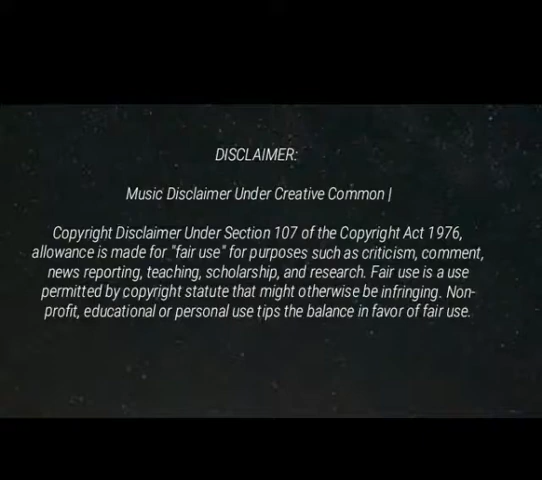 DISCLAIMER:
Music Disclaimer Under Creative Common |
Copyright Disclaimer Under Section 107 of the Copyright Act 1976,
allowance is made for "fair use" for purposes such as criticism, comment,
news reporting, teaching, scholarship, and research. Fair use is a use
permitted by copyright statute that might otherwise be infringing. Non-
profit, educational or personal use tips the balance in favor of fair use.